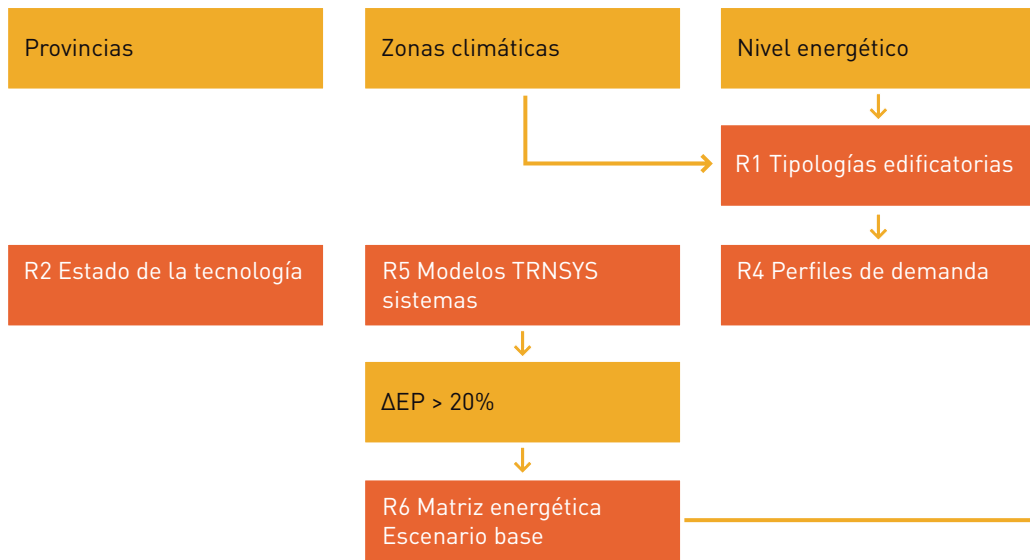 Provincias
Zonas climáticas
Nivel energético
R1 Tipologías edificatorias
R2 Estado de la tecnología
R5 Modelos TRNSYS
sistemas
R4 Perfiles de demanda
ΔEP > 20%
R6 Matriz energética
Escenario base